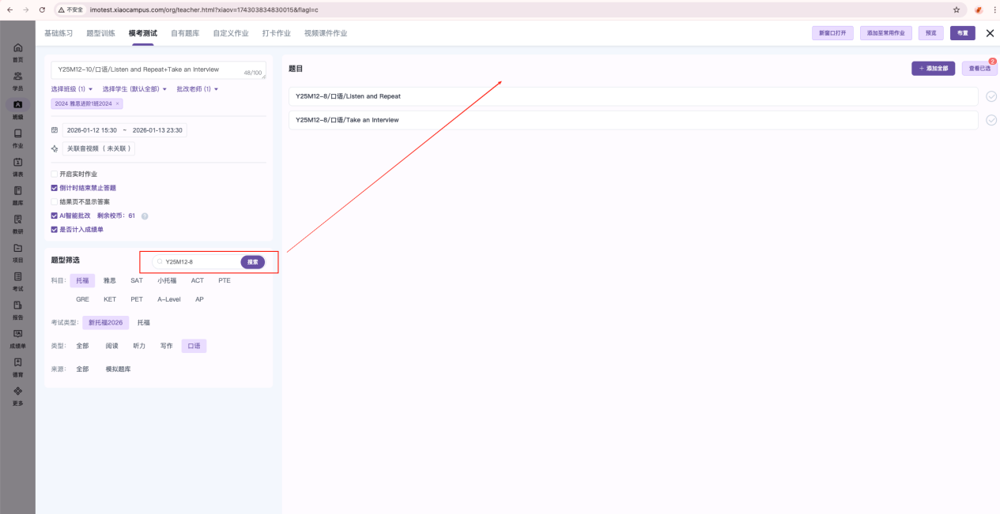 不安全 imotest.xiaocampus.com/org/teacher.html?xiaov=174303834830015&flagl=c
首页
学员
班级
作业
课表
题库
教研
项目
考试
报告
成绩单
德育
更多
基础练习 题型训练 模考测试 自有题库 自定义作业 打卡作业 视频课件作业
新窗口打开 添加至常用作业 预览 布置
Y25M12-10/口语/Listen and Repeat+Take an Interview
48/100
选择班级 (1) 选择学生 (默认全部) 批改老师 (1)
2024 雅思进阶1班2024 ×
2026-01-12 15:30 ~ 2026-01-13 23:30
关联音视频 ( 未关联 )
开启实时作业
倒计时结束禁止答题
结果页不显示答案
AI智能批改 剩余校币: 61 ?
是否计入成绩单
题型筛选 Y25M12-8 搜索
科目: 托福 雅思 SAT 小托福 ACT PTE
GRE KET PET A-Level AP
考试类型: 新托福2026 托福
类型: 全部 阅读 听力 写作 口语
来源: 全部 模拟题库
题目 + 添加全部 查看已选 2
Y25M12-8/口语/Listen and Repeat
Y25M12-8/口语/Take an Interview